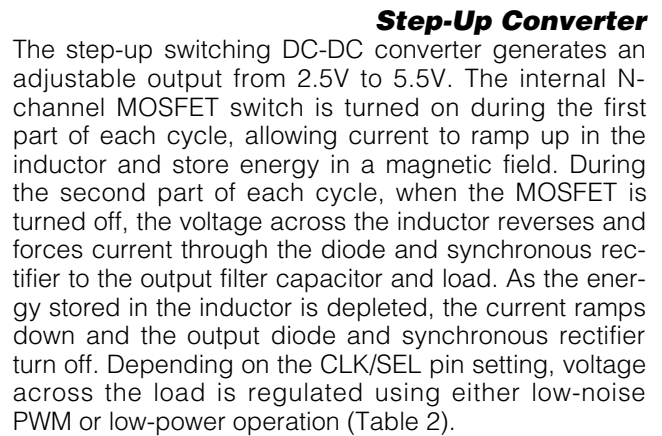 Step-Up Converter
The step-up switching DC-DC converter generates an
adjustable output from 2.5V to 5.5V. The internal N-
channel MOSFET switch is turned on during the first
part of each cycle, allowing current to ramp up in the
inductor and store energy in a magnetic field. During
the second part of each cycle, when the MOSFET is
turned off, the voltage across the inductor reverses and
forces current through the diode and synchronous rec-
tifier to the output filter capacitor and load. As the ener-
gy stored in the inductor is depleted, the current ramps
down and the output diode and synchronous rectifier
turn off. Depending on the CLK/SEL pin setting, voltage
across the load is regulated using either low-noise
PWM or low-power operation (Table 2).